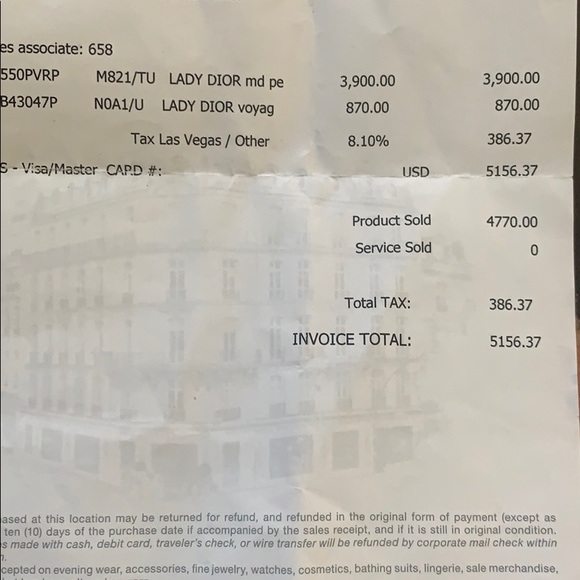 es associate: 658
550PVRP M821/TU LADY DIOR md pe 3,900.00 3,900.00
B43047P N0A1/U LADY DIOR voyag 870.00 870.00
Tax Las Vegas / Other 8.10% 386.37
S - Visa/Master CARD #: USD 5156.37
Product Sold 4770.00
Service Sold 0
Total TAX: 386.37
INVOICE TOTAL: 5156.37
ased at this location may be returned for refund, and refunded in the original form of payment (except as
ten (10) days of the purchase date if accompanied by the sales receipt, and if it is still in original condition.
s made with cash, debit card, traveler's check, or wire transfer will be refunded by corporate mail check within
cepted on evening wear, accessories, fine jewelry, watches, cosmetics, bathing suits, lingerie, sale merchandise,